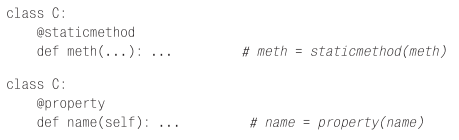 class C:
    @staticmethod
    def meth(...): ...          # meth = staticmethod(meth)
class C:
    @property
    def name(self): ...          # name = property(name)